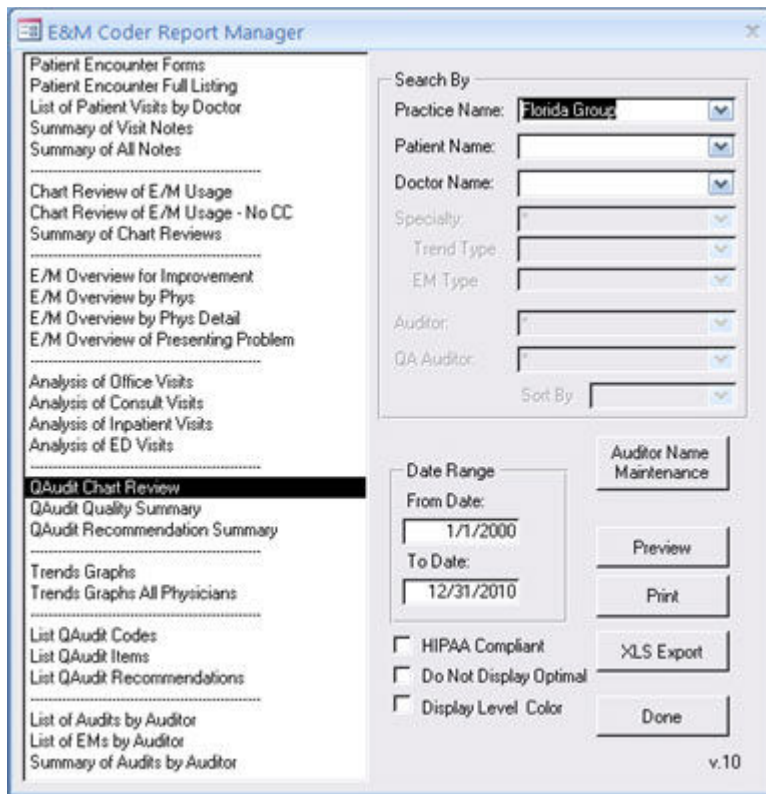 E&M Coder Report Manager
Patient Encounter Forms
Patient Encounter Full Listing
List of Patient Visits by Doctor
Summary of Visit Notes
Summary of All Notes
Chart Review of E/M Usage
Chart Review of E/M Usage - No CC
Summary of Chart Reviews
E/M Overview for Improvement
E/M Overview by Phys
E/M Overview by Phys Detail
E/M Overview of Presenting Problem
Analysis of Office Visits
Analysis of Consult Visits
Analysis of Inpatient Visits
Analysis of ED Visits
QAudit Chart Review
QAudit Quality Summary
QAudit Recommendation Summary
Trends Graphs
Trends Graphs All Physicians
List QAudit Codes
List QAudit Items
List QAudit Recommendations
List of Audits by Auditor
List of EMs by Auditor
Summary of Audits by Auditor
Search By
Practice Name: Florida Group
Patient Name:
Doctor Name:
Specialty: *
Trend Type
EM Type
Auditor: *
QA Auditor: *
Sort By
Auditor Name
Maintenance
Date Range
From Date:
1/1/2000
To Date:
12/31/2010
Preview
Print
HIPAA Compliant
XLS Export
Do Not Display Optimal
Display Level Color
Done
v.10